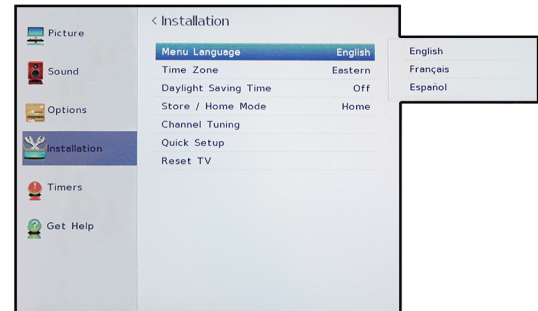 Picture
Sound
Options
Installation
Timers
Get Help
< Installation
Menu Language English
Time Zone Eastern
Daylight Saving Time Off
Store / Home Mode Home
Channel Tuning
Quick Setup
Reset TV
English
Français
Español